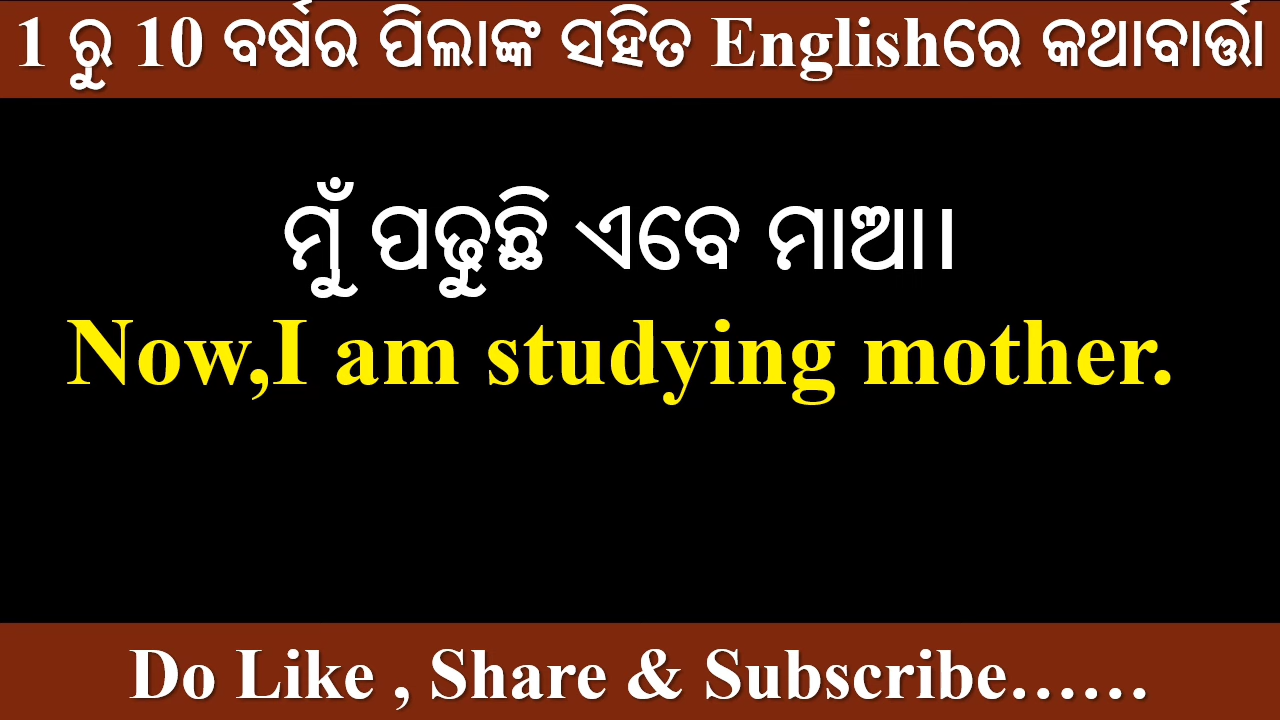 1 ରୁ 10 ବର୍ଷର ପିଲାଙ୍କ ସହିତ Englishରେ କଥାବାର୍ତ୍ତା
ମୁଁ ପଢୁଛି ଏବେ ମାଆ।
Now,I am studying mother.
Do Like , Share & Subscribe……